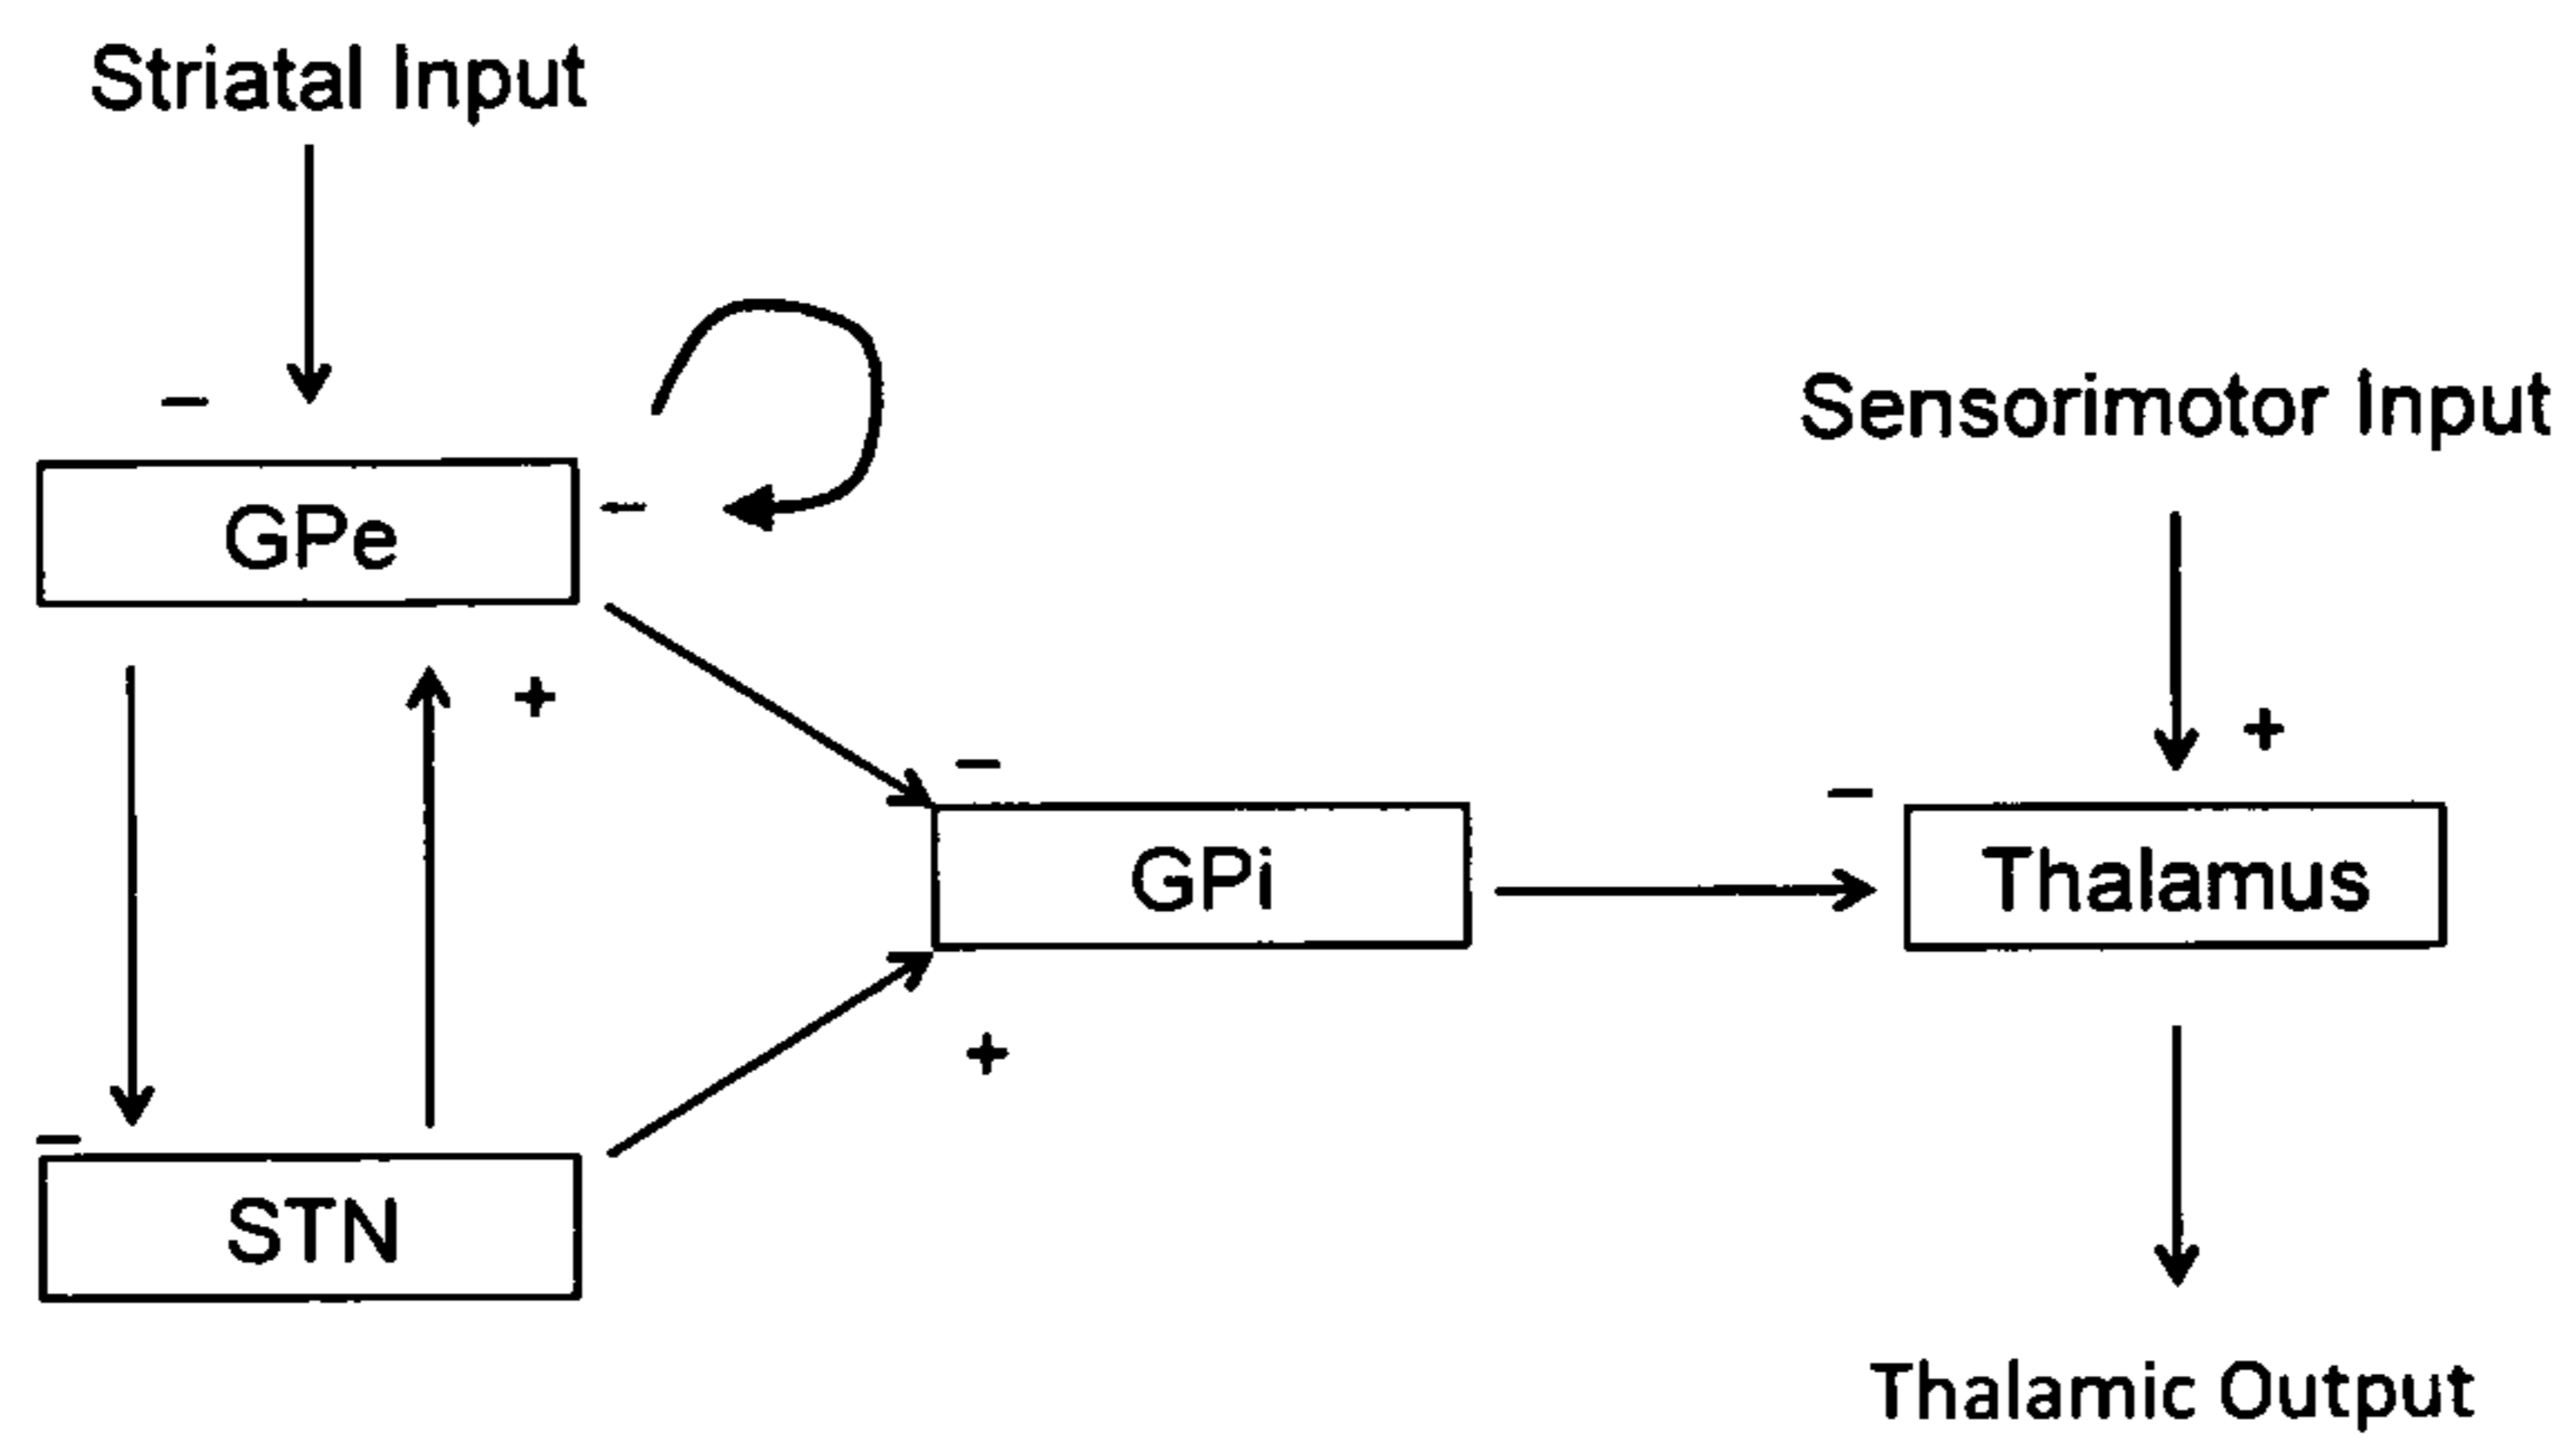 Striatal Input
−
GPe
−
Sensorimotor Input
+
−
+
−
GPi
Thalamus
+
−
STN
Thalamic Output